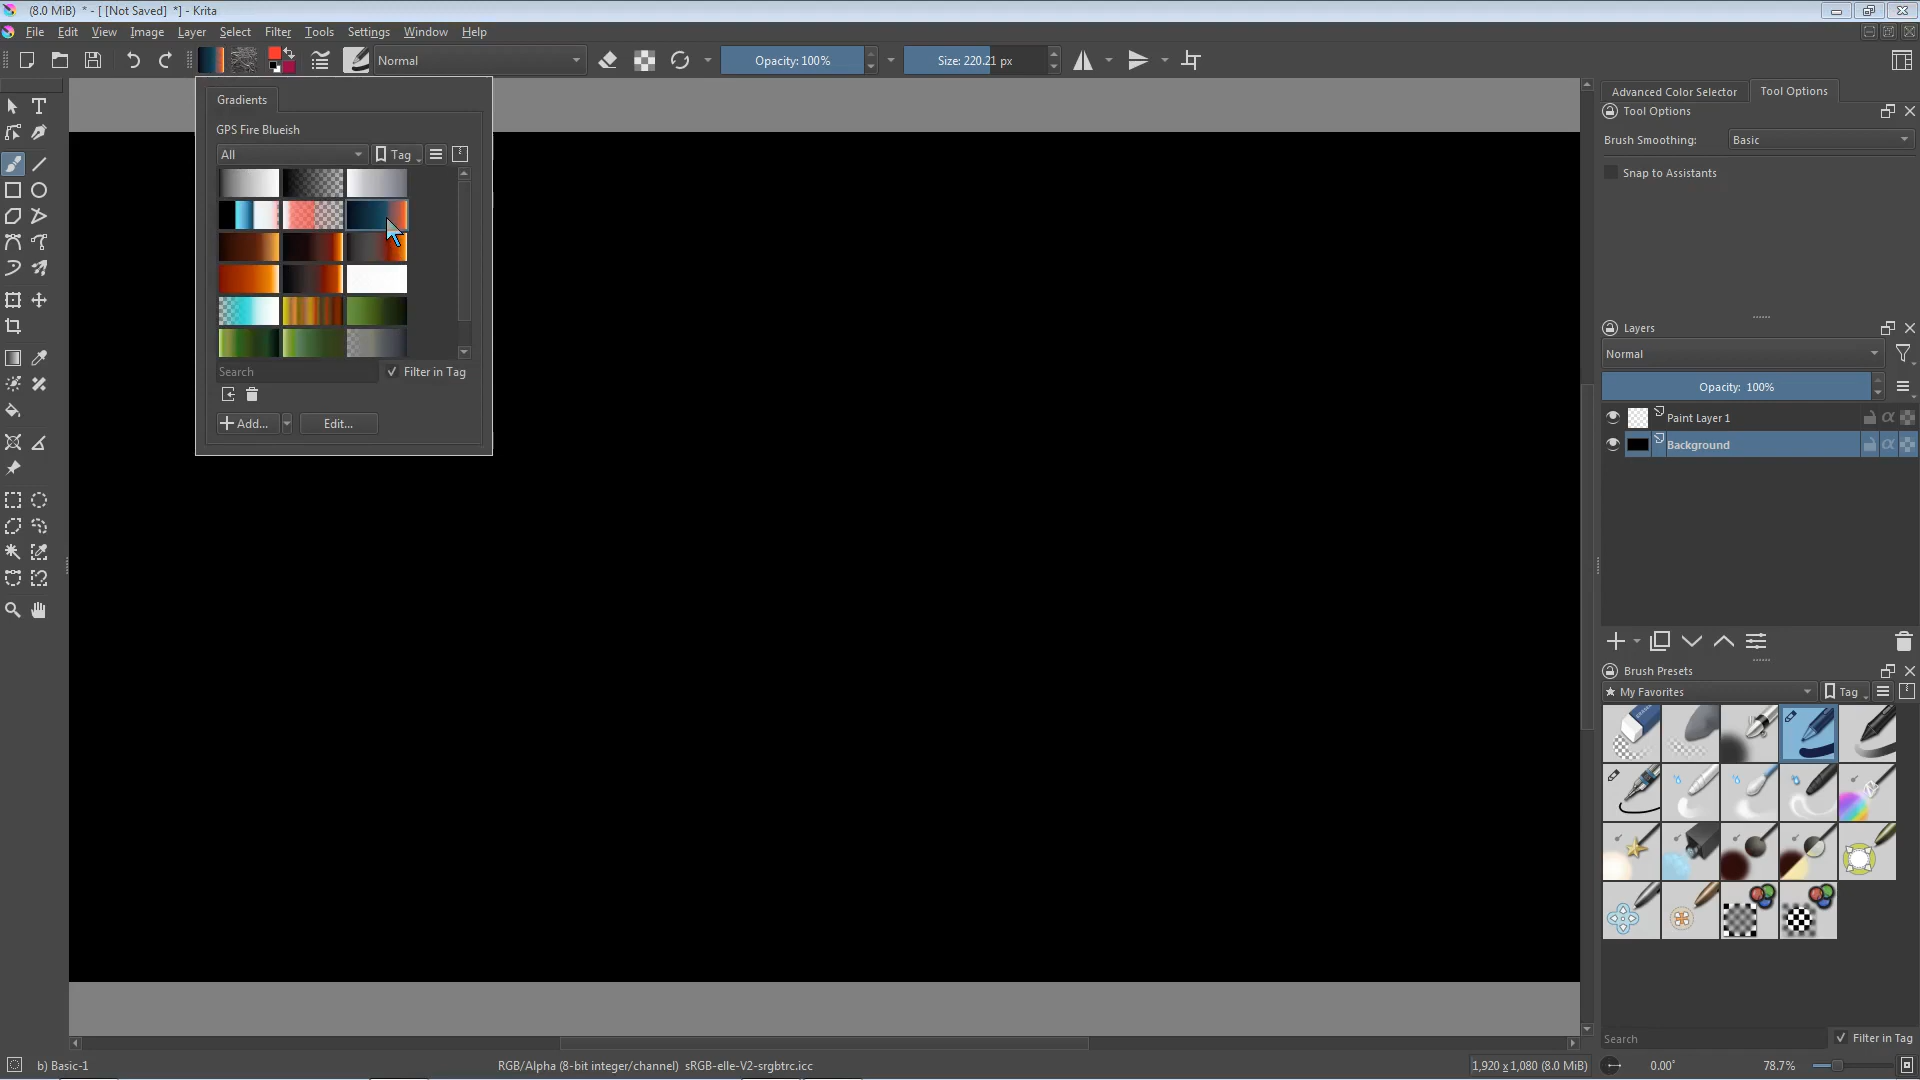 (8.0 MiB)  * - [ [Not Saved]  *] - Krita
File Edit View Image Layer Select Filter Tools Settings Window Help
Normal Opacity: 100% Size: 220.21 px
Gradients
GPS Fire Blueish
All Tag
Search Filter in Tag
Add... Edit...
Advanced Color Selector Tool Options
Tool Options
Brush Smoothing: Basic
Snap to Assistants
Layers
Normal
Opacity: 100%
Paint Layer 1
Background
Brush Presets
★ My Favorites Tag
Search Filter in Tag
b) Basic-1 RGB/Alpha (8-bit integer/channel)  sRGB-elle-V2-srgbtrc.icc 1,920 x 1,080 (8.0 MiB) 0.00° 78.7%